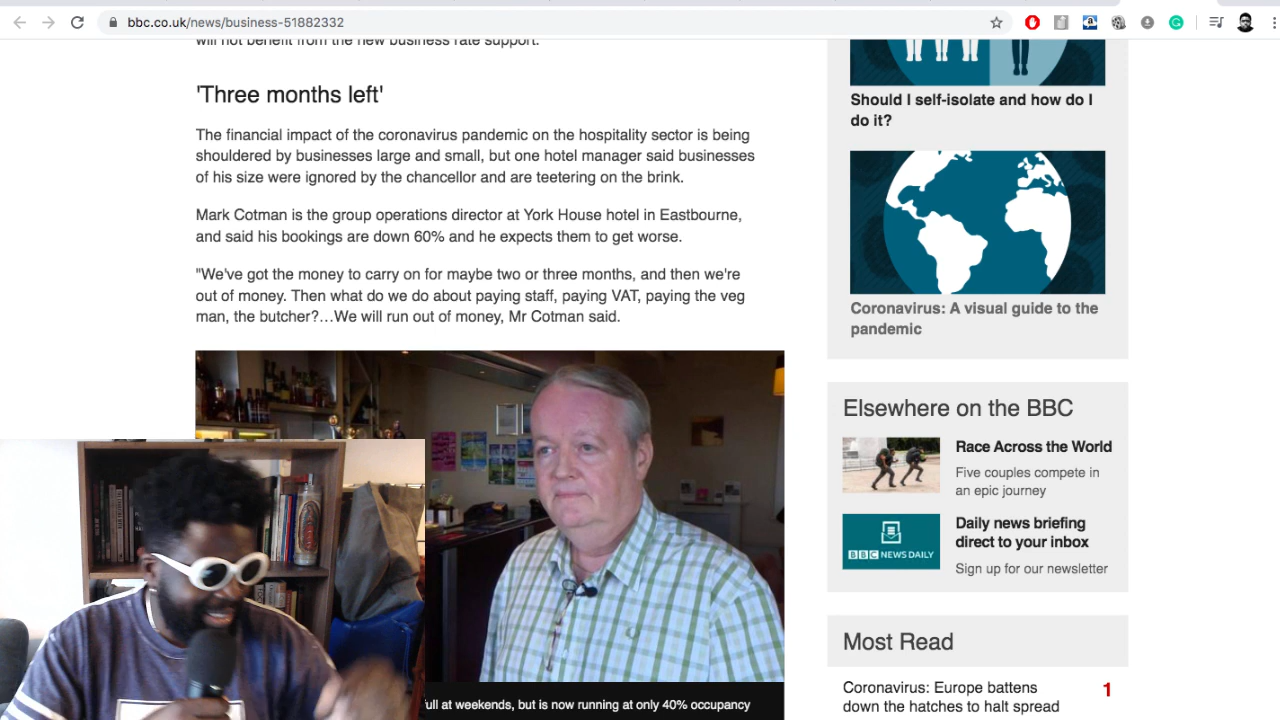 bbc.co.uk/news/business-51882332
will not benefit from the new business rate support.
'Three months left'
The financial impact of the coronavirus pandemic on the hospitality sector is being
shouldered by businesses large and small, but one hotel manager said businesses
of his size were ignored by the chancellor and are teetering on the brink.
Mark Cotman is the group operations director at York House hotel in Eastbourne,
and said his bookings are down 60% and he expects them to get worse.
"We've got the money to carry on for maybe two or three months, and then we're
out of money. Then what do we do about paying staff, paying VAT, paying the veg
man, the butcher?…We will run out of money, Mr Cotman said.
full at weekends, but is now running at only 40% occupancy
Should I self-isolate and how do I
do it?
Coronavirus: A visual guide to the
pandemic
Elsewhere on the BBC
Race Across the World
Five couples compete in
an epic journey
BBC NEWS DAILY
Daily news briefing
direct to your inbox
Sign up for our newsletter
Most Read
Coronavirus: Europe battens
down the hatches to halt spread
1